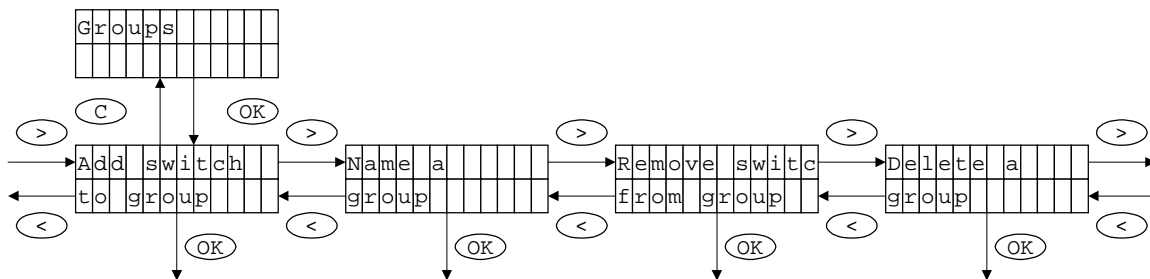 Groups
C
OK
>
>
>
>
>
Add switch
Name a
Remove switc
Delete a
to group
group
from group
group
<
<
<
<
<
OK
OK
OK
OK